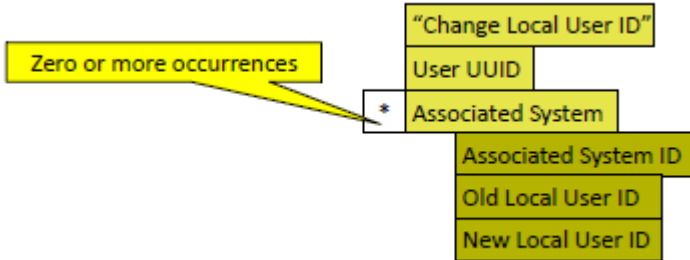 “Change Local User ID”
Zero or more occurrences
User UUID
* Associated System
Associated System ID
Old Local User ID
New Local User ID